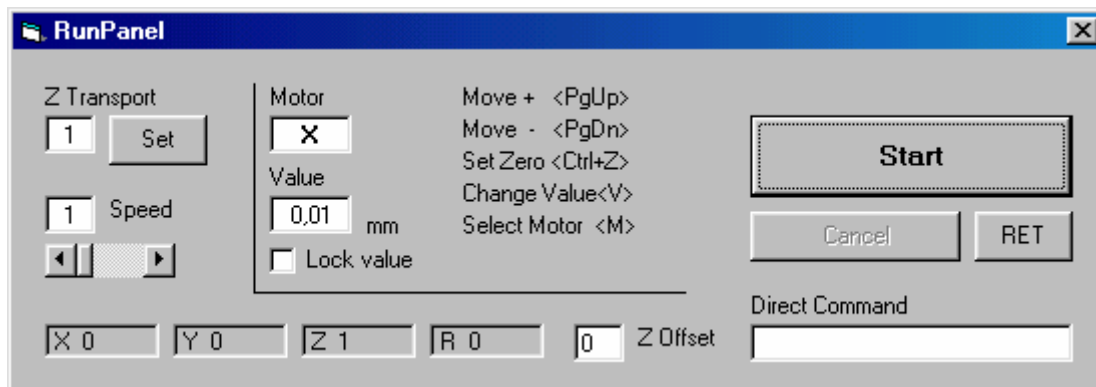 RunPanel
Z Transport
1 Set
1 Speed
Motor
X
Value
0,01 mm
Lock value
Move + <PgUp>
Move - <PgDn>
Set Zero <Ctrl+Z>
Change Value<V>
Select Motor <M>
Start
Cancel RET
Direct Command
X 0 Y 0 Z 1 R 0 0 Z Offset